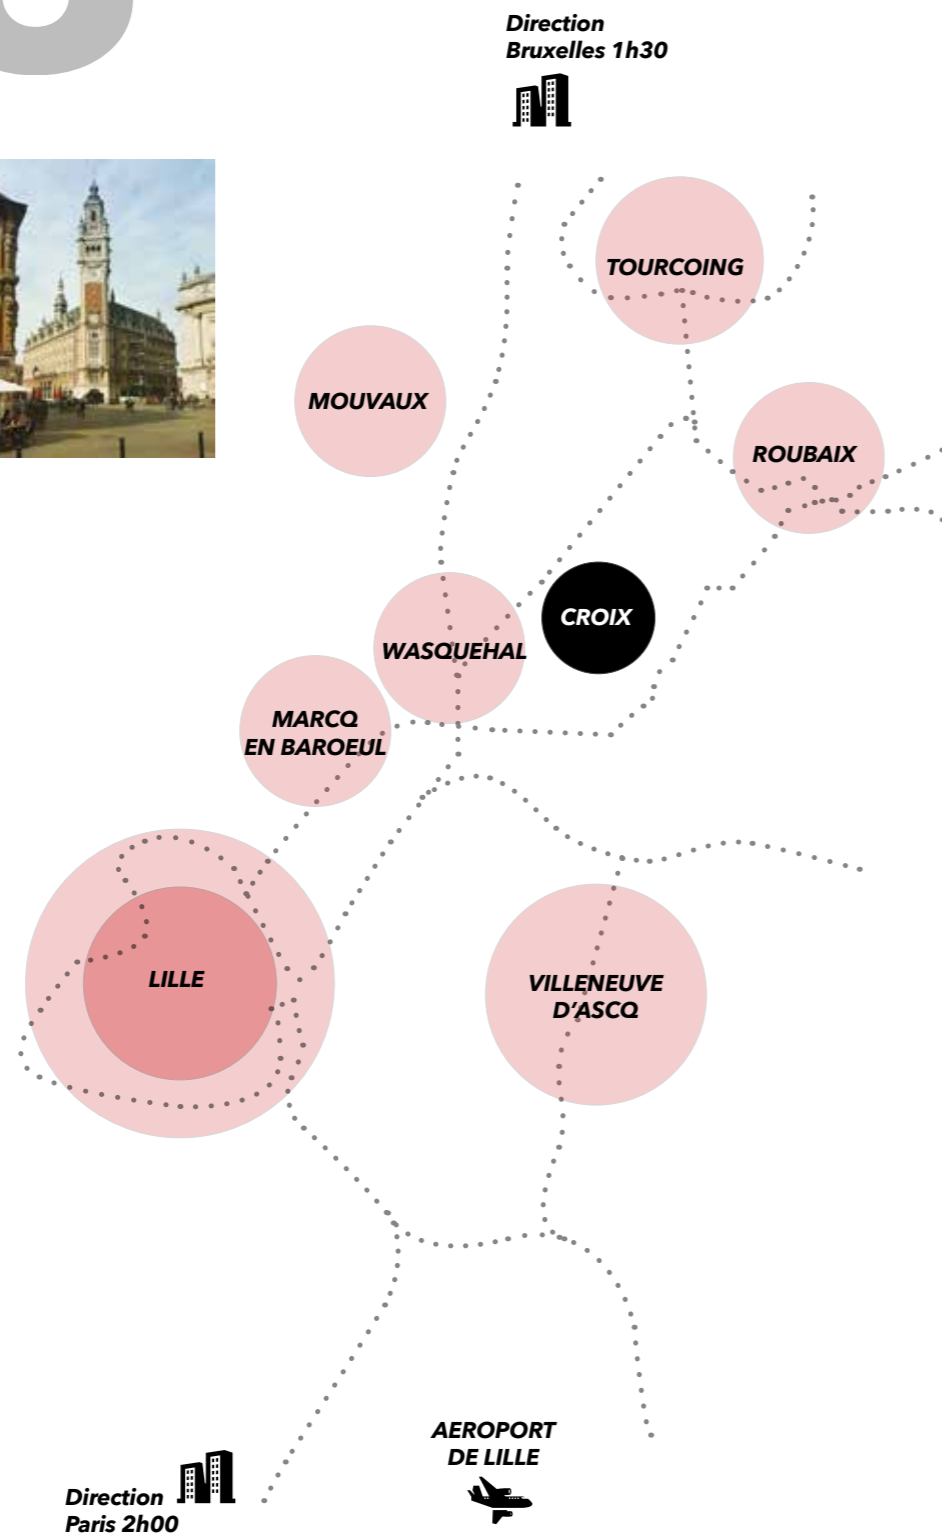 Direction
Bruxelles 1h30
TOURCOING
MOUVAUX
ROUBAIX
CROIX
WASQUEHAL
MARCQ
EN BAROEUL
LILLE
VILLENEUVE
D'ASCQ
AEROPORT
DE LILLE
Direction
Paris 2h00